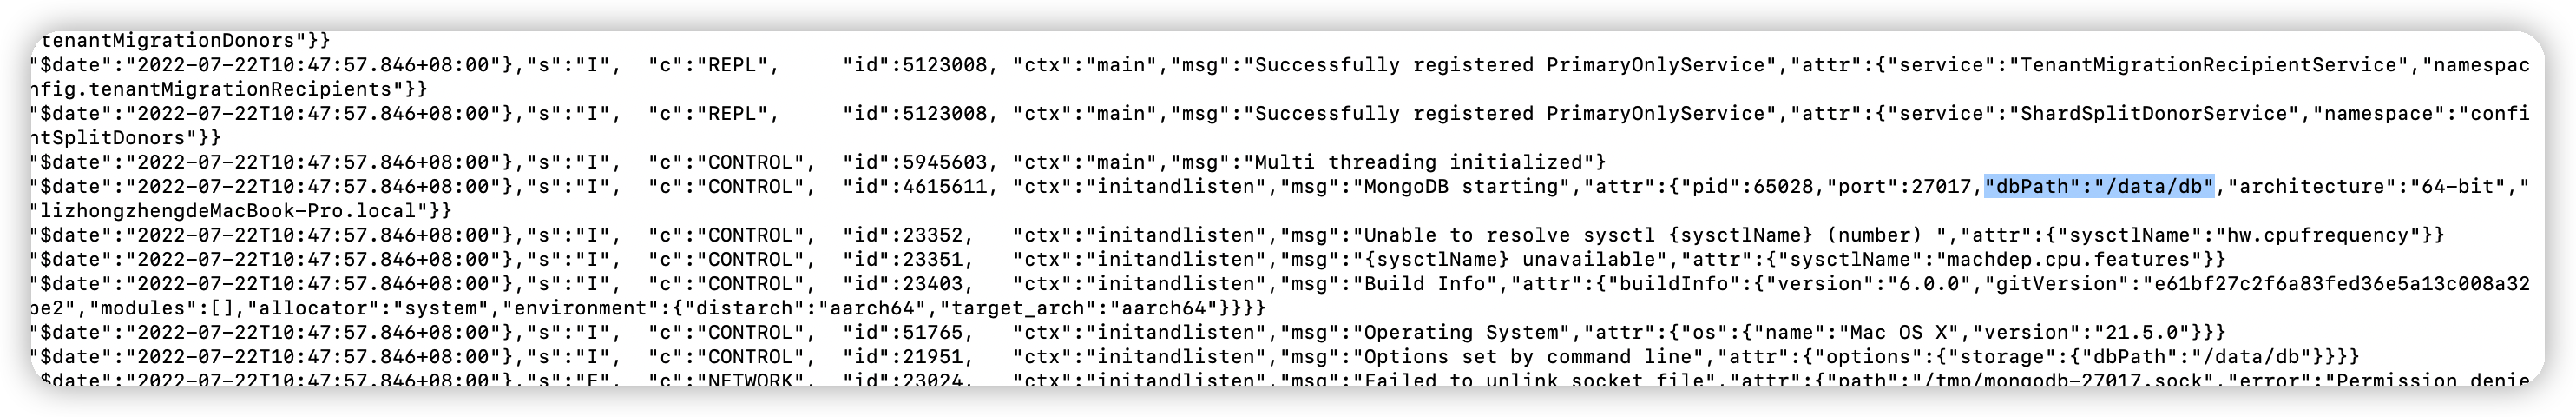 tenantMigrationDonors"}}
"$date":"2022-07-22T10:47:57.846+08:00"},"s":"I",  "c":"REPL",     "id":5123008, "ctx":"main","msg":"Successfully registered PrimaryOnlyService","attr":{"service":"TenantMigrationRecipientService","namespac
nfig.tenantMigrationRecipients"}}
"$date":"2022-07-22T10:47:57.846+08:00"},"s":"I",  "c":"REPL",     "id":5123008, "ctx":"main","msg":"Successfully registered PrimaryOnlyService","attr":{"service":"ShardSplitDonorService","namespace":"confi
ntSplitDonors"}}
"$date":"2022-07-22T10:47:57.846+08:00"},"s":"I",  "c":"CONTROL",  "id":5945603, "ctx":"main","msg":"Multi threading initialized"}
"$date":"2022-07-22T10:47:57.846+08:00"},"s":"I",  "c":"CONTROL",  "id":4615611, "ctx":"initandlisten","msg":"MongoDB starting","attr":{"pid":65028,"port":27017,"dbPath":"/data/db","architecture":"64-bit","
"lizhongzhengdeMacBook-Pro.local"}}
"$date":"2022-07-22T10:47:57.846+08:00"},"s":"I",  "c":"CONTROL",  "id":23352,   "ctx":"initandlisten","msg":"Unable to resolve sysctl {sysctlName} (number) ","attr":{"sysctlName":"hw.cpufrequency"}}
"$date":"2022-07-22T10:47:57.846+08:00"},"s":"I",  "c":"CONTROL",  "id":23351,   "ctx":"initandlisten","msg":"{sysctlName} unavailable","attr":{"sysctlName":"machdep.cpu.features"}}
"$date":"2022-07-22T10:47:57.846+08:00"},"s":"I",  "c":"CONTROL",  "id":23403,   "ctx":"initandlisten","msg":"Build Info","attr":{"buildInfo":{"version":"6.0.0","gitVersion":"e61bf27c2f6a83fed36e5a13c008a32
be2","modules":[],"allocator":"system","environment":{"distarch":"aarch64","target_arch":"aarch64"}}}}
"$date":"2022-07-22T10:47:57.846+08:00"},"s":"I",  "c":"CONTROL",  "id":51765,   "ctx":"initandlisten","msg":"Operating System","attr":{"os":{"name":"Mac OS X","version":"21.5.0"}}}
"$date":"2022-07-22T10:47:57.846+08:00"},"s":"I",  "c":"CONTROL",  "id":21951,   "ctx":"initandlisten","msg":"Options set by command line","attr":{"options":{"storage":{"dbPath":"/data/db"}}}}
"$date":"2022-07-22T10:47:57.846+08:00"},"s":"E",  "c":"NETWORK",  "id":23024,   "ctx":"initandlisten","msg":"Failed to unlink socket file","attr":{"path":"/tmp/mongodb-27017.sock","error":"Permission denie